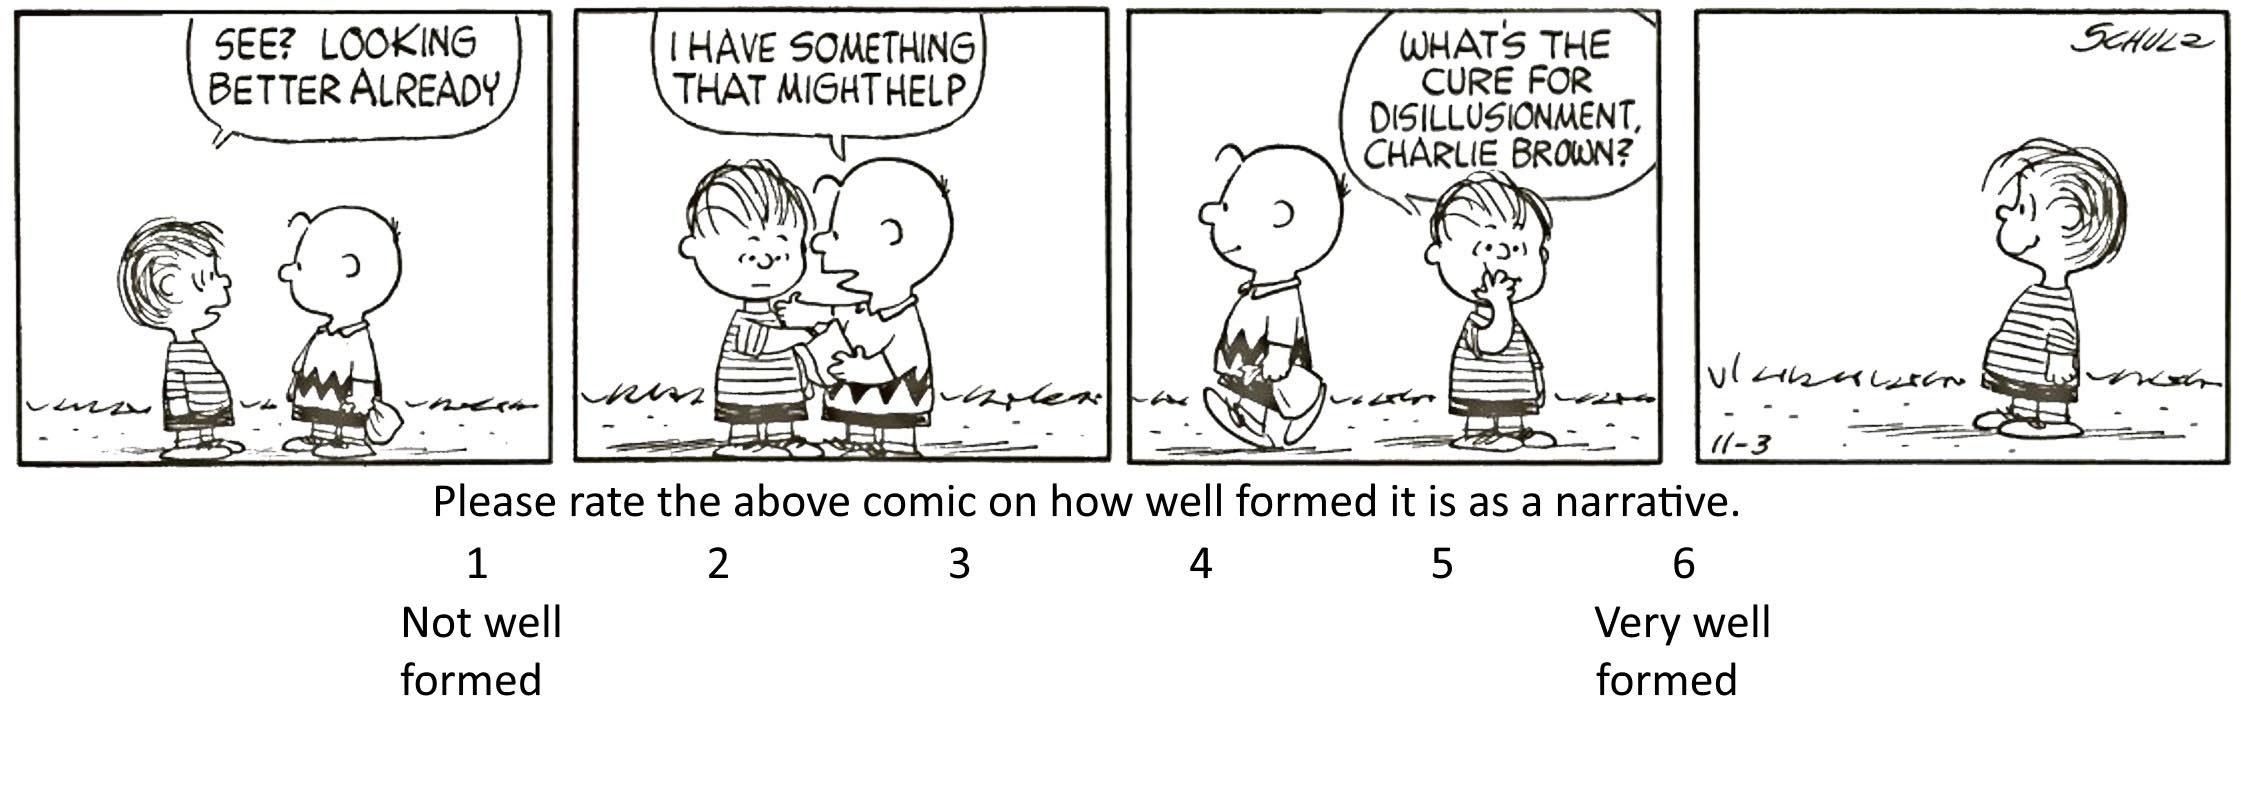 SEE? LOOKING
BETTER ALREADY
I HAVE SOMETHING
THAT MIGHT HELP
WHAT'S THE
CURE FOR
DISILLUSIONMENT,
CHARLIE BROWN?
SCHULZ
11-3
Please rate the above comic on how well formed it is as a narrative.
1 2 3 4 5 6
Not well
formed
Very well
formed